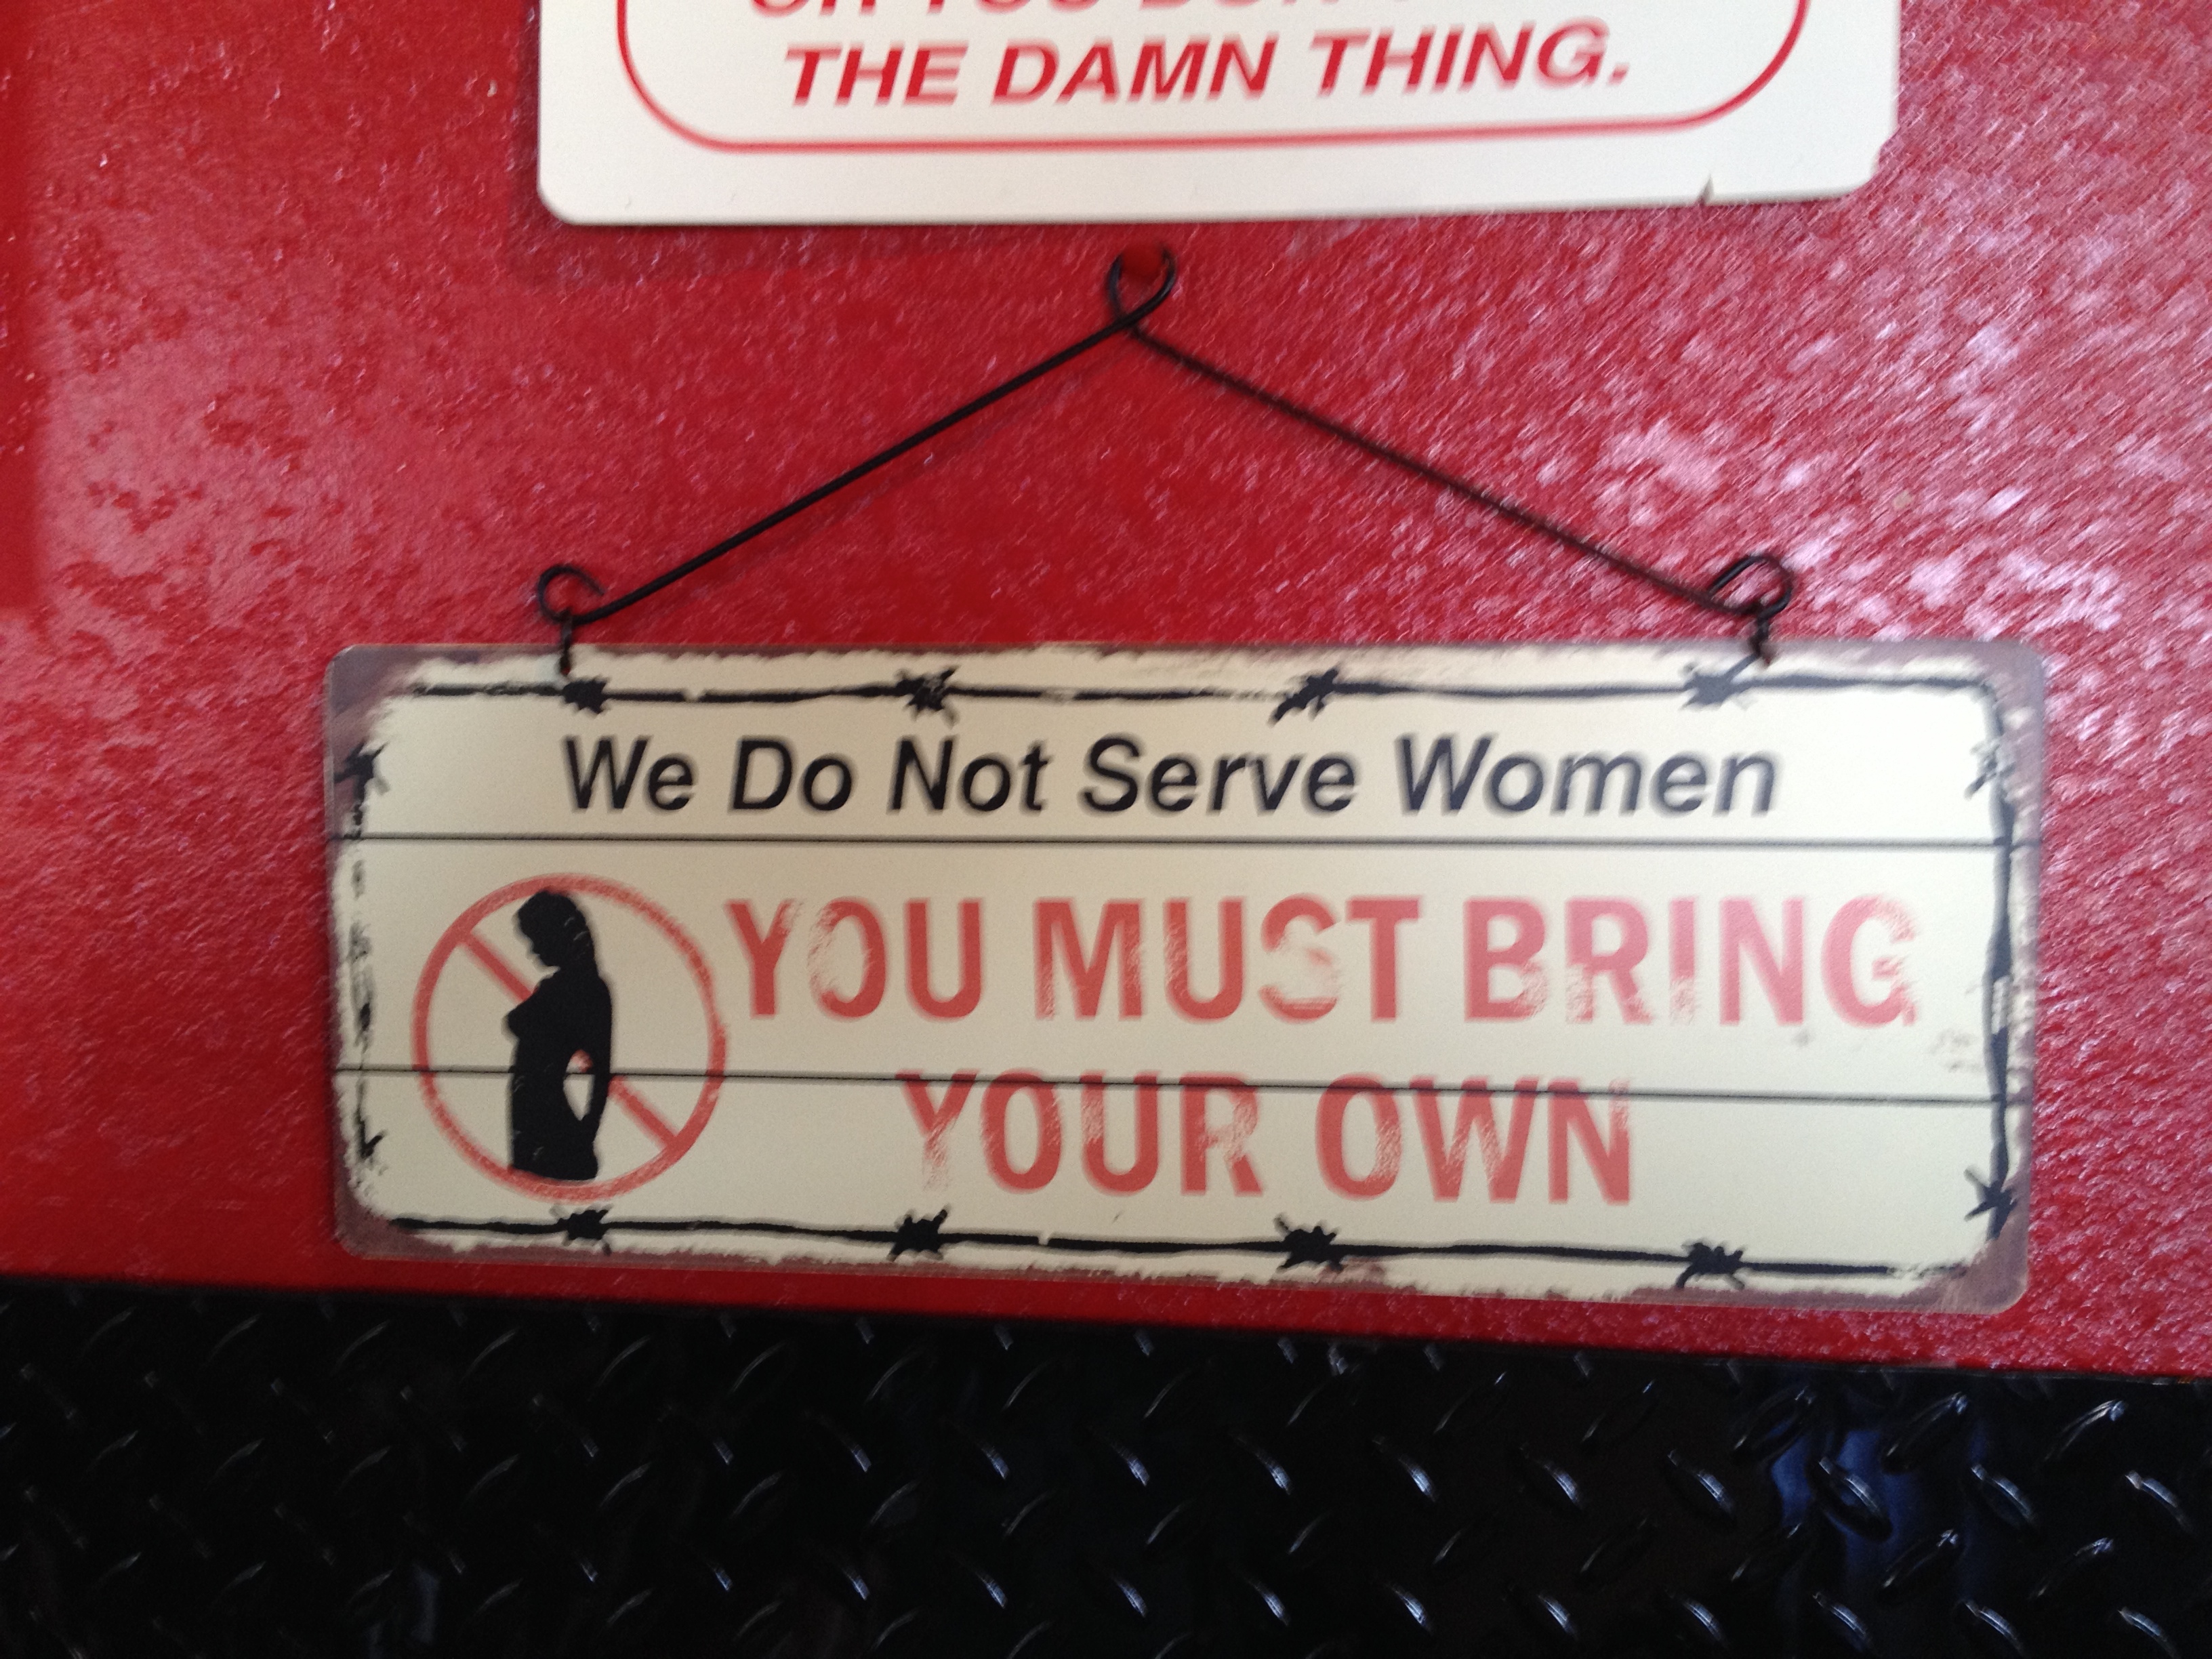 THE DAMN THING.
We Do Not Serve Women
YOU MUST BRING
YOUR OWN